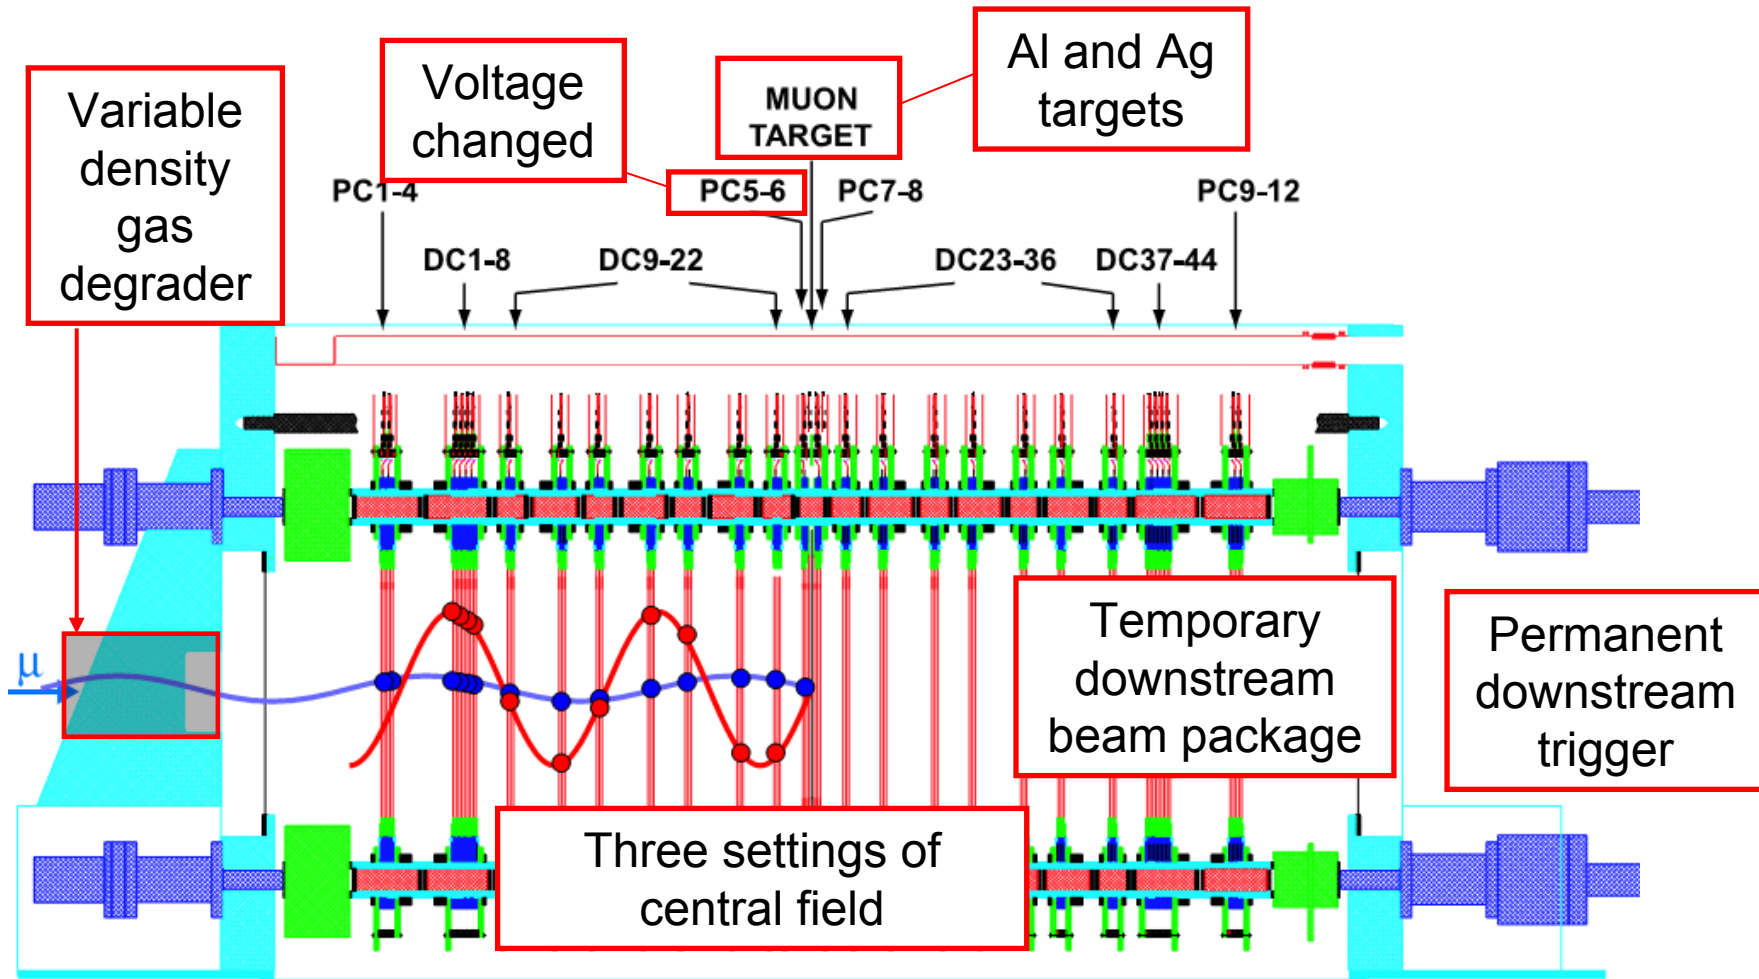 Variable
density
gas
degrader
Voltage
changed
MUON
TARGET
Al and Ag
targets
PC1-4
PC5-6
PC7-8
PC9-12
DC1-8
DC9-22
DC23-36
DC37-44
μ
Temporary
downstream
beam package
Permanent
downstream
trigger
Three settings of
central field